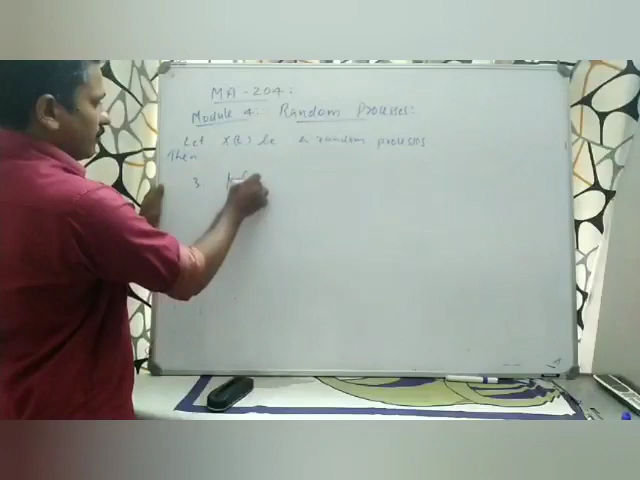 MA-204:
Module 4: Random Processes:
Let X(t) be a random process
Then
3